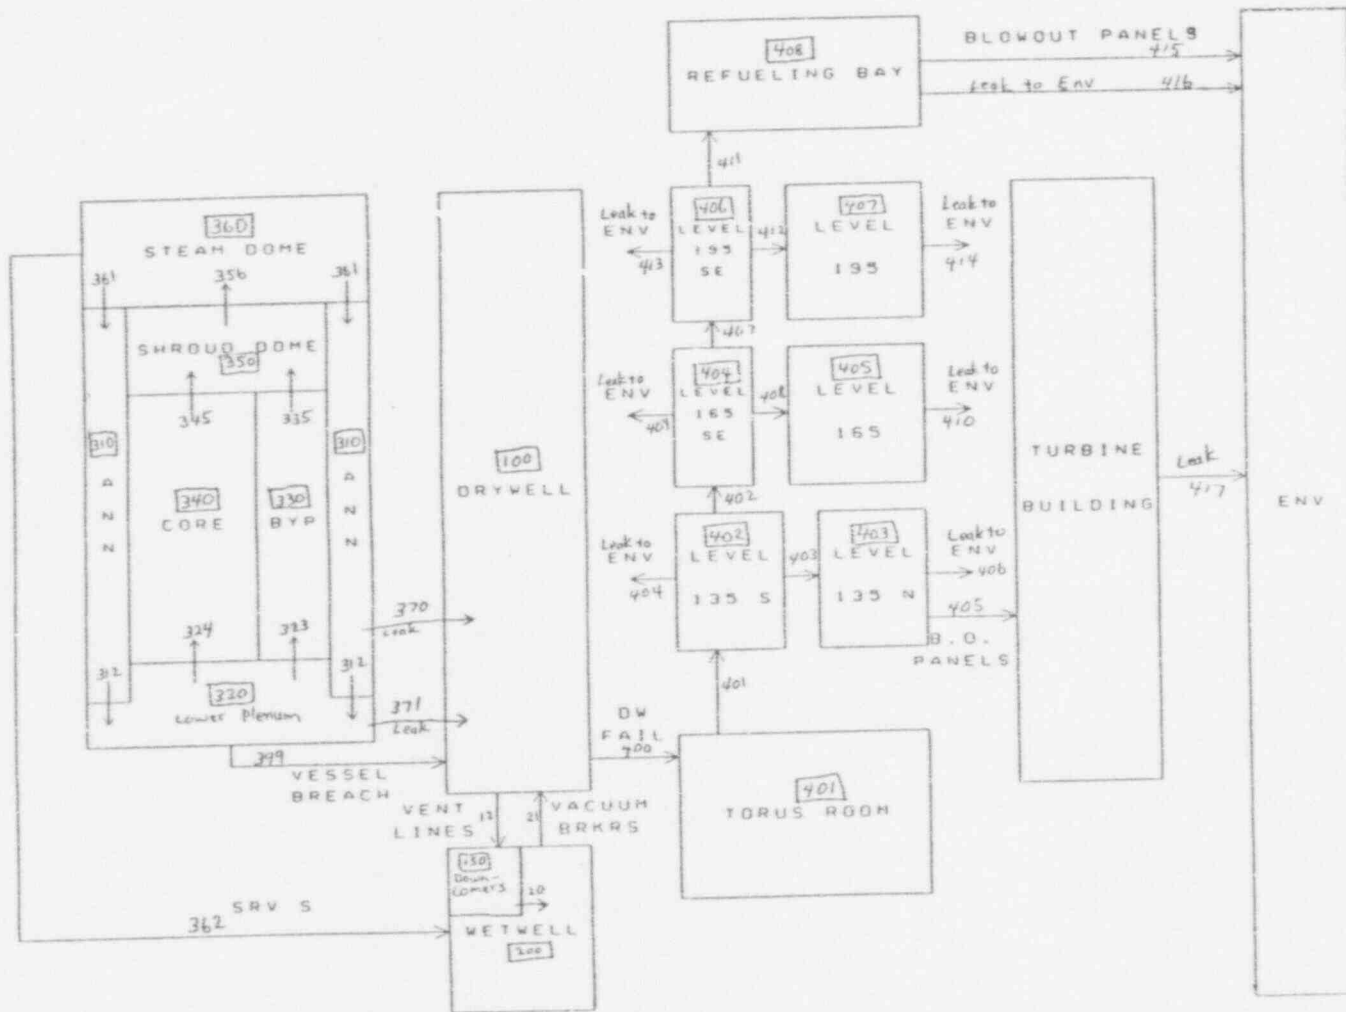 408
REFUELING BAY
BLOWOUT PANELS
415
Leak to Env 416
411
360
STEAM DOME
361
356
361
SHROUD DOME
350
345
335
310
A
N
N
340
CORE
330
BYP
310
A
N
N
324
323
312
312
320
Lower Plenum
370
Leak
371
Leak
399
VESSEL
BREACH
100
DRYWELL
Leak to
ENV
413
406
LEVEL
195
SE
412
407
LEVEL
195
Leak to
ENV
414
Leak to
ENV
409
404
LEVEL
165
SE
408
405
LEVEL
165
Leak to
ENV
410
402
Leak to
ENV
404
402
LEVEL
135 S
403
403
LEVEL
135 N
Leak to
ENV
406
405
B.O.
PANELS
TURBINE
BUILDING
Leak
417
ENV
401
DW
FAIL
401
TORUS ROOM
VENT
LINES
12
21
VACUUM
BRKRS
Down-
comers
20
WETWELL
200
SRV S
362